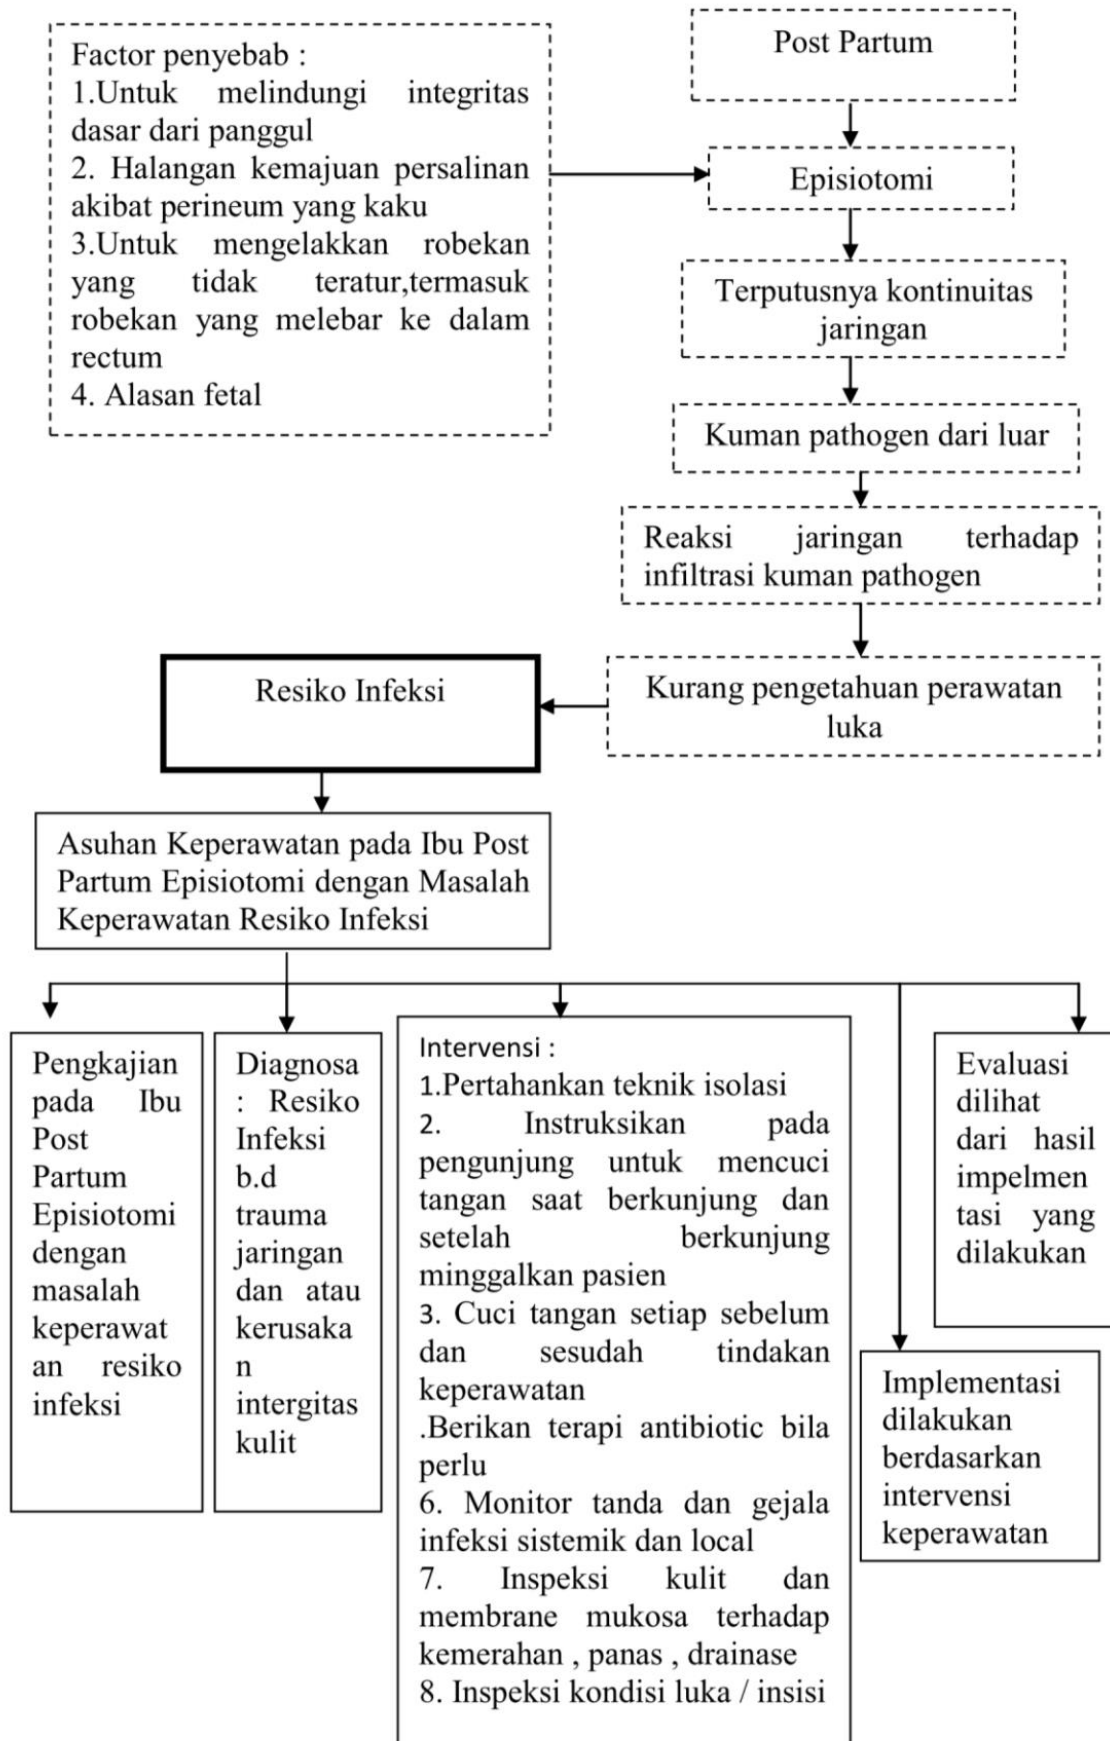 Factor penyebab :
1.Untuk melindungi integritas
dasar dari panggul
2. Halangan kemajuan persalinan
akibat perineum yang kaku
3.Untuk mengelakkan robekan
yang tidak teratur,termasuk
robekan yang melebar ke dalam
rectum
4. Alasan fetal
Post Partum
Episiotomi
Terputusnya kontinuitas
jaringan
Kuman pathogen dari luar
Reaksi jaringan terhadap
infiltrasi kuman pathogen
Kurang pengetahuan perawatan
luka
Resiko Infeksi
Asuhan Keperawatan pada Ibu Post
Partum Episiotomi dengan Masalah
Keperawatan Resiko Infeksi
Pengkajian
pada Ibu
Post
Partum
Episiotomi
dengan
masalah
keperawat
an resiko
infeksi
Diagnosa
: Resiko
Infeksi
b.d
trauma
jaringan
dan atau
kerusaka
n
intergitas
kulit
Intervensi :
1.Pertahankan teknik isolasi
2. Instruksikan pada
pengunjung untuk mencuci
tangan saat berkunjung dan
setelah berkunjung
minggalkan pasien
3. Cuci tangan setiap sebelum
dan sesudah tindakan
keperawatan
.Berikan terapi antibiotic bila
perlu
6. Monitor tanda dan gejala
infeksi sistemik dan local
7. Inspeksi kulit dan
membrane mukosa terhadap
kemerahan , panas , drainase
8. Inspeksi kondisi luka / insisi
Implementasi
dilakukan
berdasarkan
intervensi
keperawatan
Evaluasi
dilihat
dari hasil
impelmen
tasi yang
dilakukan